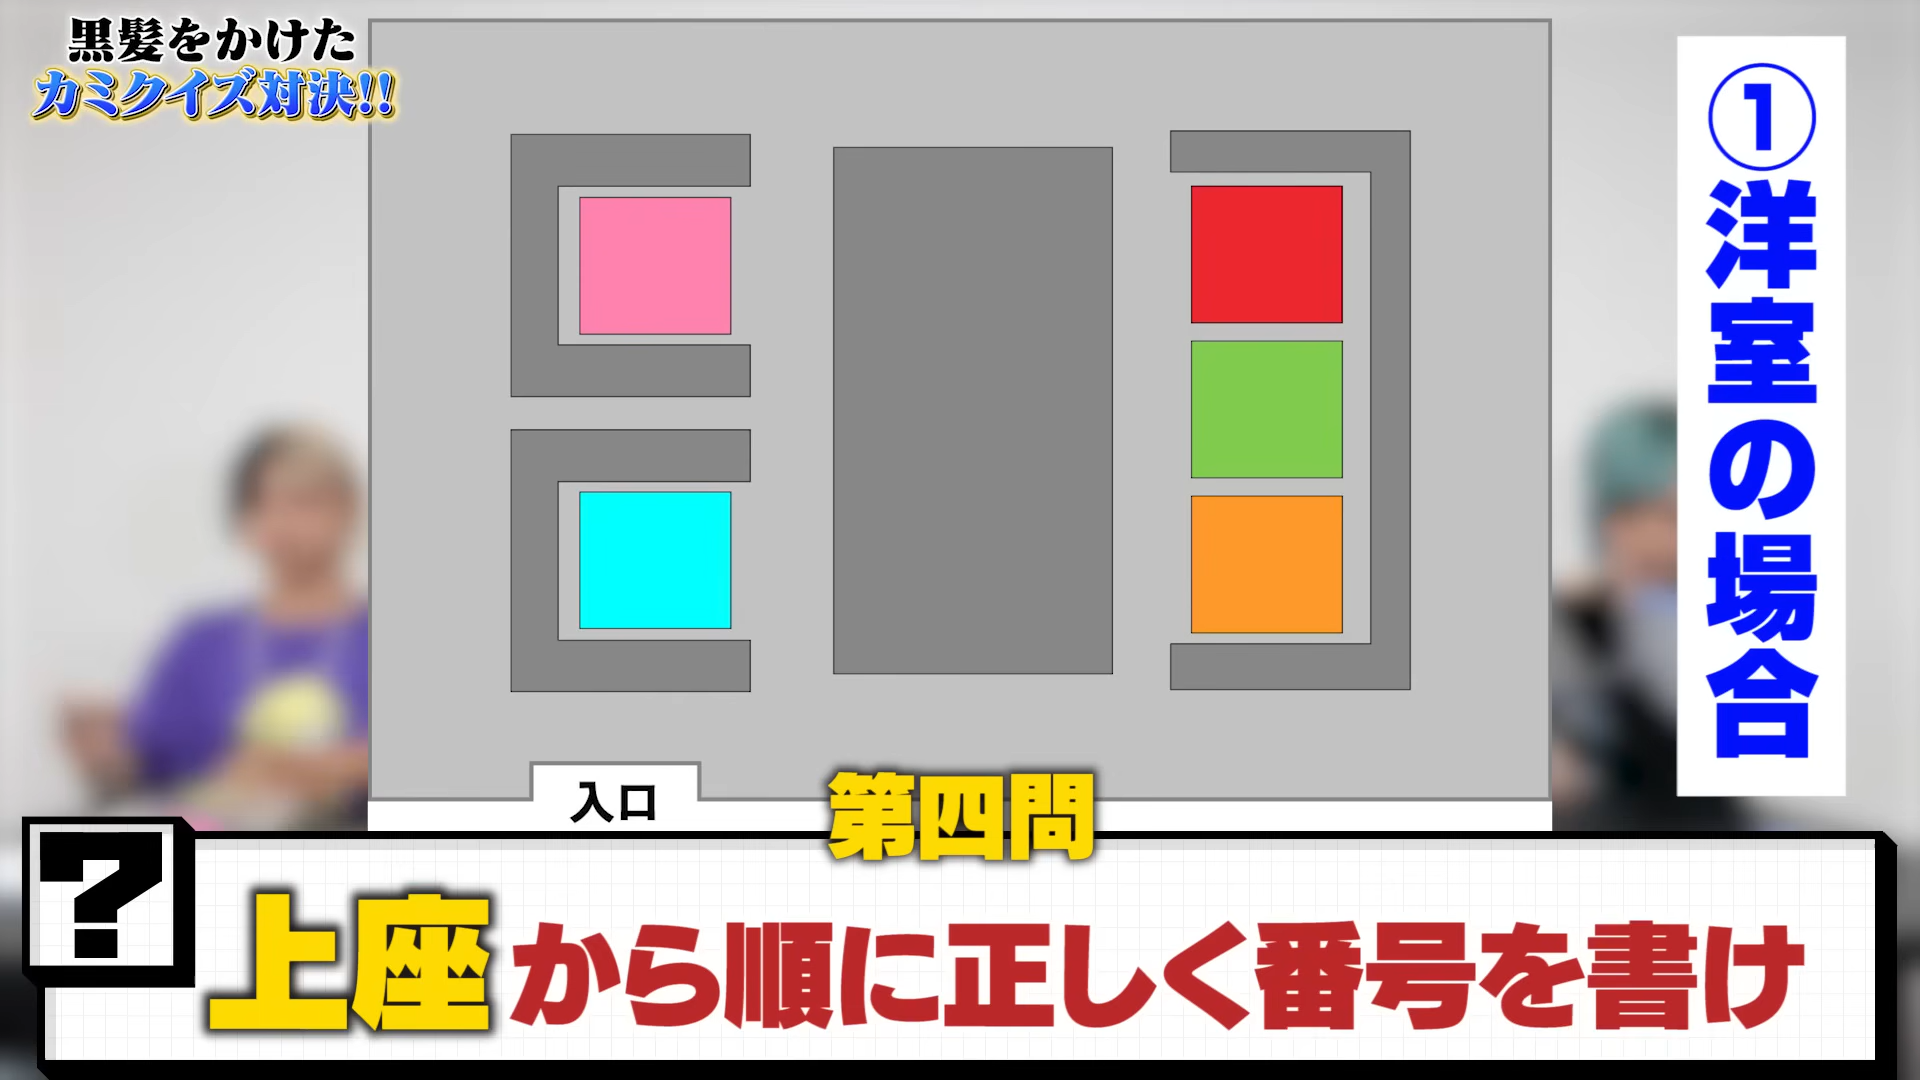 黒髪をかけた
カミクイズ対決!!
①洋室の場合
入口
第四問
?
上座から順に正しく番号を書け